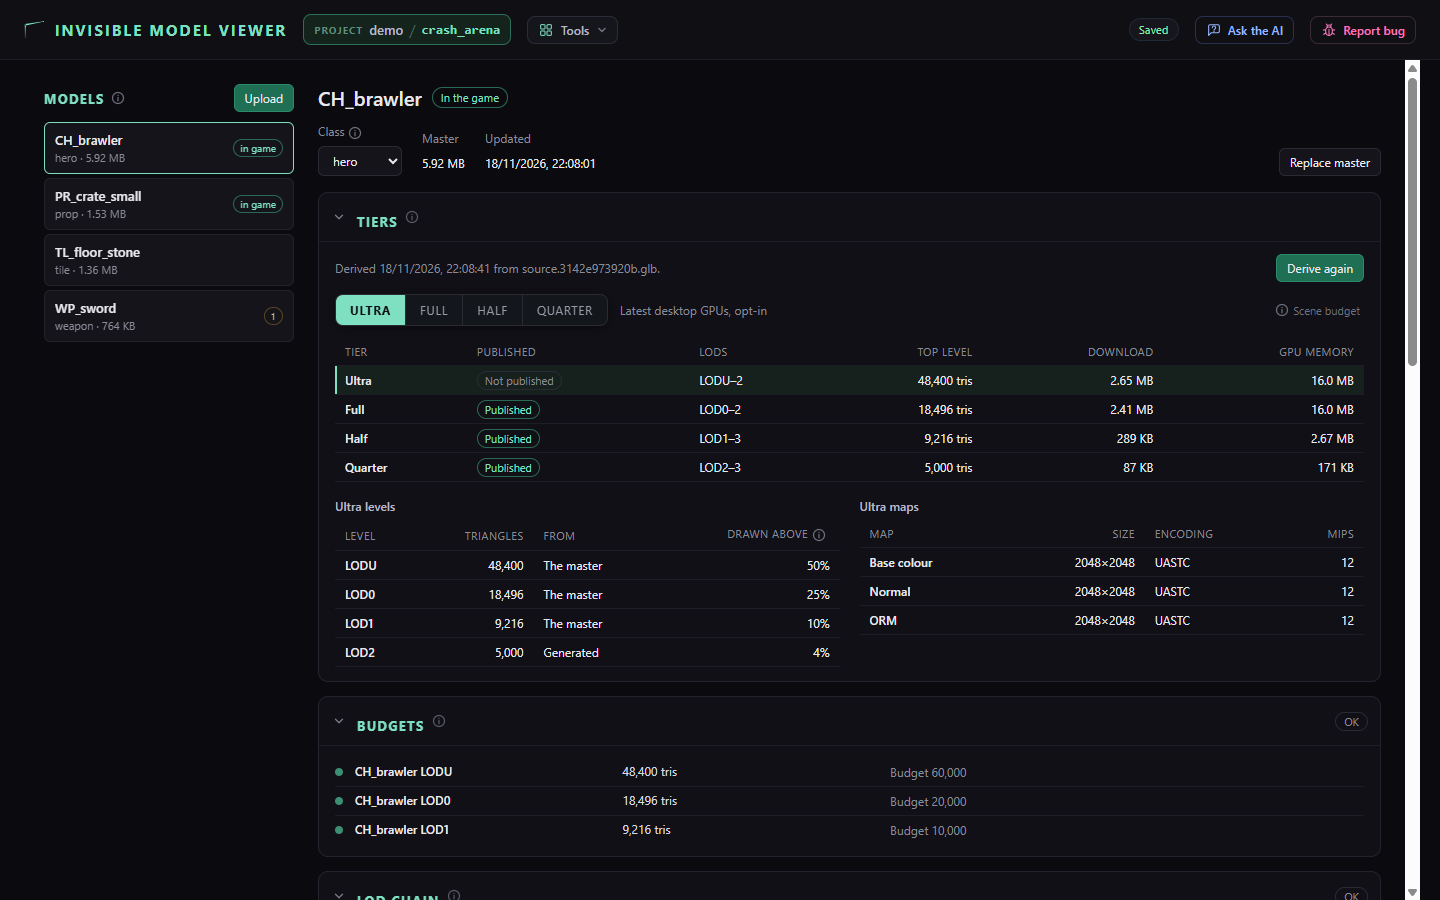 INVISIBLE MODEL VIEWER
PROJECT demo / crash_arena
Tools
Saved
Ask the AI
Report bug
MODELS
Upload
CH_brawler
hero · 5.92 MB
in game
PR_crate_small
prop · 1.53 MB
in game
TL_floor_stone
tile · 1.36 MB
WP_sword
weapon · 764 KB
1
CH_brawler
In the game
Class
hero
Master
5.92 MB
Updated
18/11/2026, 22:08:01
Replace master
TIERS
Derived 18/11/2026, 22:08:41 from source.3142e973920b.glb.
Derive again
ULTRA FULL HALF QUARTER
Latest desktop GPUs, opt-in
Scene budget
TIER PUBLISHED LODS TOP LEVEL DOWNLOAD GPU MEMORY
Ultra Not published LODU–2 48,400 tris 2.65 MB 16.0 MB
Full Published LOD0–2 18,496 tris 2.41 MB 16.0 MB
Half Published LOD1–3 9,216 tris 289 KB 2.67 MB
Quarter Published LOD2–3 5,000 tris 87 KB 171 KB
Ultra levels
LEVEL TRIANGLES FROM DRAWN ABOVE
LODU 48,400 The master 50%
LOD0 18,496 The master 25%
LOD1 9,216 The master 10%
LOD2 5,000 Generated 4%
Ultra maps
MAP SIZE ENCODING MIPS
Base colour 2048×2048 UASTC 12
Normal 2048×2048 UASTC 12
ORM 2048×2048 UASTC 12
BUDGETS
OK
CH_brawler LODU 48,400 tris Budget 60,000
CH_brawler LOD0 18,496 tris Budget 20,000
CH_brawler LOD1 9,216 tris Budget 10,000
LOD CHAIN
OK